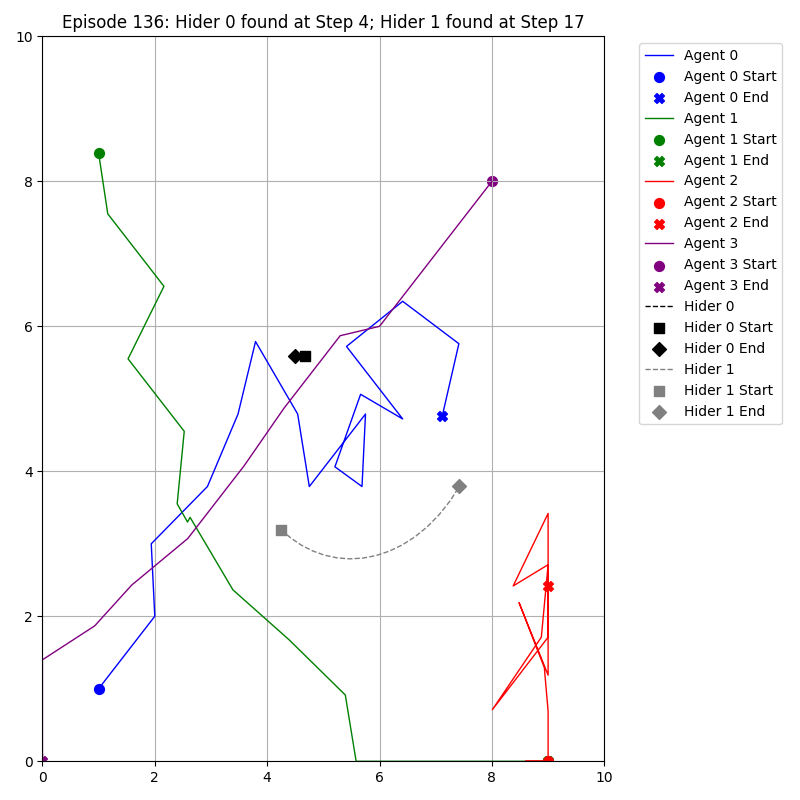 Episode 136: Hider 0 found at Step 4; Hider 1 found at Step 17
10
8
6
4
2
0
0
2
4
6
8
10
Agent 0
Agent 0 Start
Agent 0 End
Agent 1
Agent 1 Start
Agent 1 End
Agent 2
Agent 2 Start
Agent 2 End
Agent 3
Agent 3 Start
Agent 3 End
Hider 0
Hider 0 Start
Hider 0 End
Hider 1
Hider 1 Start
Hider 1 End